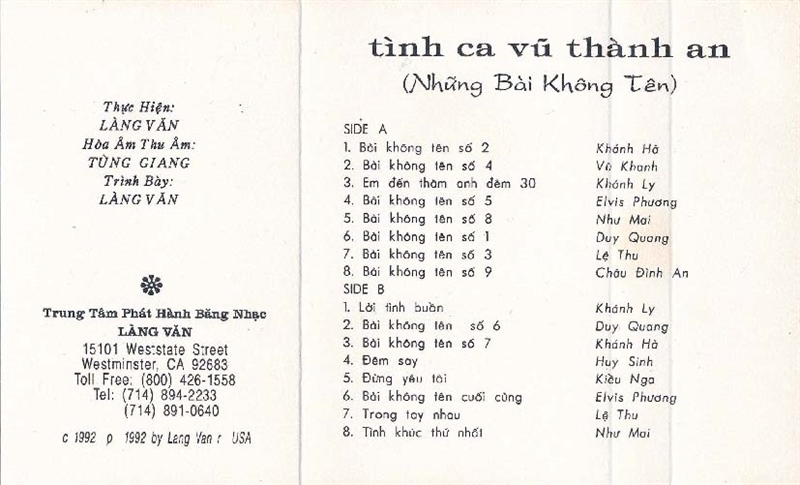 Thực Hiện:
LÀNG VĂN
Hòa Âm Thu Âm:
TÙNG GIANG
Trình Bày:
LÀNG VĂN
Trung Tâm Phát Hành Băng Nhạc
LÀNG VĂN
15101 Weststate Street
Westminster, CA 92683
Toll Free: (800) 426-1558
Tel: (714) 894-2233
(714) 891-0640
c 1992 p 1992 by Lang Van USA
tình ca vũ thành an
(Những Bài Không Tên)
SIDE A
1. Bài không tên số 2 Khánh Hà
2. Bài không tên số 4 Vũ Khanh
3. Em đến thăm anh đêm 30 Khánh Ly
4. Bài không tên số 5 Elvis Phương
5. Bài không tên số 8 Như Mai
6. Bài không tên số 1 Duy Quang
7. Bài không tên số 3 Lệ Thu
8. Bài không tên số 9 Châu Đình An
SIDE B
1. Lời tình buồn Khánh Ly
2. Bài không tên số 6 Duy Quang
3. Bài không tên số 7 Khánh Hà
4. Đêm say Huy Sinh
5. Đừng yêu tôi Kiều Nga
6. Bài không tên cuối cùng Elvis Phương
7. Trong tay nhau Lệ Thu
8. Tình khúc thứ nhất Như Mai